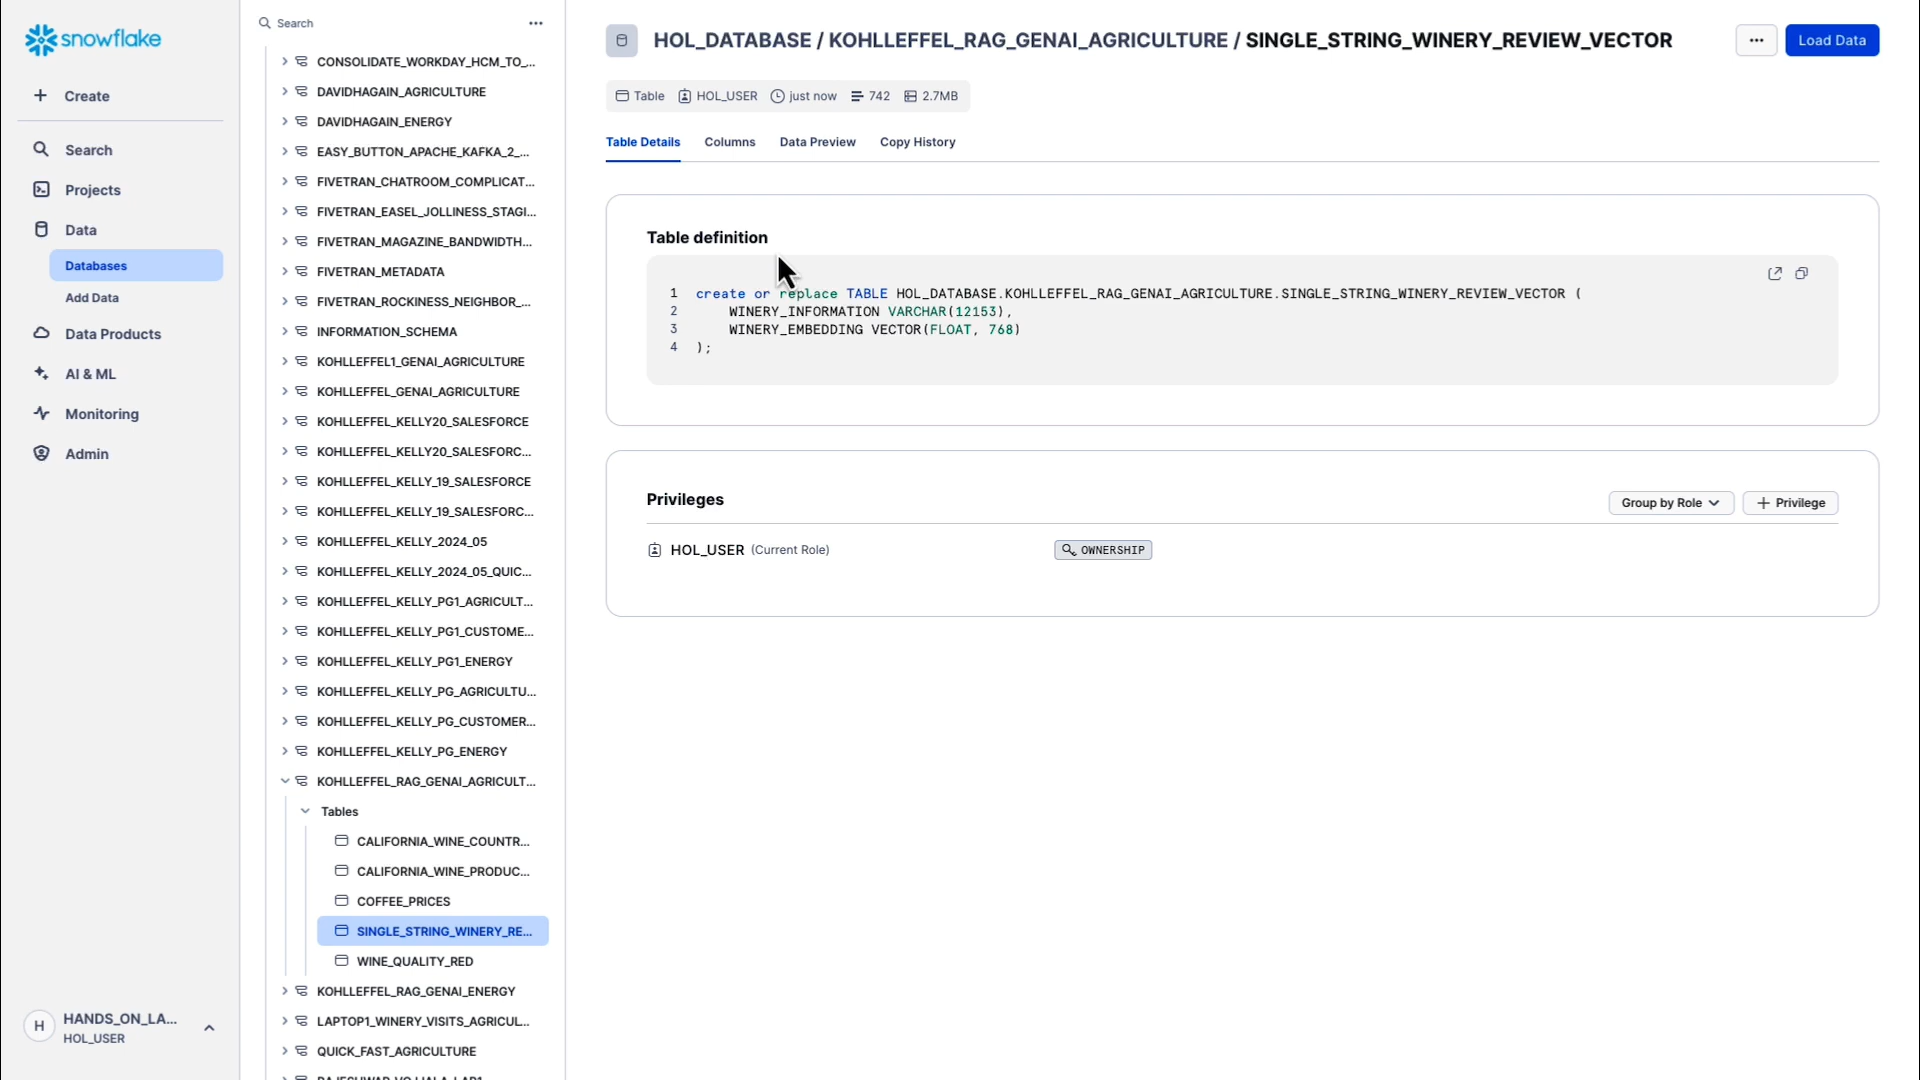 snowflake
Create
Search
Projects
Data
Databases
Add Data
Data Products
AI & ML
Monitoring
Admin
H
HANDS_ON_LA...
HOL_USER
Search
CONSOLIDATE_WORKDAY_HCM_TO_...
DAVIDHAGAIN_AGRICULTURE
DAVIDHAGAIN_ENERGY
EASY_BUTTON_APACHE_KAFKA_2_...
FIVETRAN_CHATROOM_COMPLICAT...
FIVETRAN_EASEL_JOLLINESS_STAGI...
FIVETRAN_MAGAZINE_BANDWIDTH...
FIVETRAN_METADATA
FIVETRAN_ROCKINESS_NEIGHBOR_...
INFORMATION_SCHEMA
KOHLLEFFEL1_GENAI_AGRICULTURE
KOHLLEFFEL_GENAI_AGRICULTURE
KOHLLEFFEL_KELLY20_SALESFORCE
KOHLLEFFEL_KELLY20_SALESFORC...
KOHLLEFFEL_KELLY_19_SALESFORCE
KOHLLEFFEL_KELLY_19_SALESFORC...
KOHLLEFFEL_KELLY_2024_05
KOHLLEFFEL_KELLY_2024_05_QUIC...
KOHLLEFFEL_KELLY_PG1_AGRICULT...
KOHLLEFFEL_KELLY_PG1_CUSTOME...
KOHLLEFFEL_KELLY_PG1_ENERGY
KOHLLEFFEL_KELLY_PG_AGRICULTU...
KOHLLEFFEL_KELLY_PG_CUSTOMER...
KOHLLEFFEL_KELLY_PG_ENERGY
KOHLLEFFEL_RAG_GENAI_AGRICULT...
Tables
CALIFORNIA_WINE_COUNTR...
CALIFORNIA_WINE_PRODUC...
COFFEE_PRICES
SINGLE_STRING_WINERY_RE...
WINE_QUALITY_RED
KOHLLEFFEL_RAG_GENAI_ENERGY
LAPTOP1_WINERY_VISITS_AGRICUL...
QUICK_FAST_AGRICULTURE
HOL_DATABASE / KOHLLEFFEL_RAG_GENAI_AGRICULTURE / SINGLE_STRING_WINERY_REVIEW_VECTOR
... Load Data
Table HOL_USER just now 742 2.7MB
Table Details Columns Data Preview Copy History
Table definition
1 create or replace TABLE HOL_DATABASE.KOHLLEFFEL_RAG_GENAI_AGRICULTURE.SINGLE_STRING_WINERY_REVIEW_VECTOR (
2 WINERY_INFORMATION VARCHAR(12153),
3 WINERY_EMBEDDING VECTOR(FLOAT, 768)
4 );
Privileges
Group by Role + Privilege
HOL_USER (Current Role) OWNERSHIP